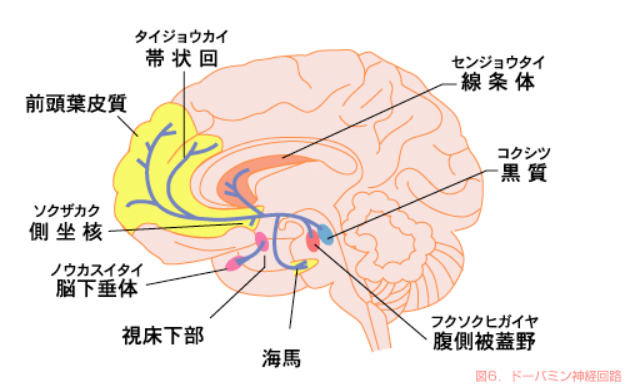 タイジョウカイ
帯状回
センジョウタイ
線条体
前頭葉皮質
コクシツ
黒質
ソクザカク
側坐核
ノウカスイタイ
脳下垂体
視床下部
海馬
フクソクヒガイヤ
腹側被蓋野
図6．ドーパミン神経回路